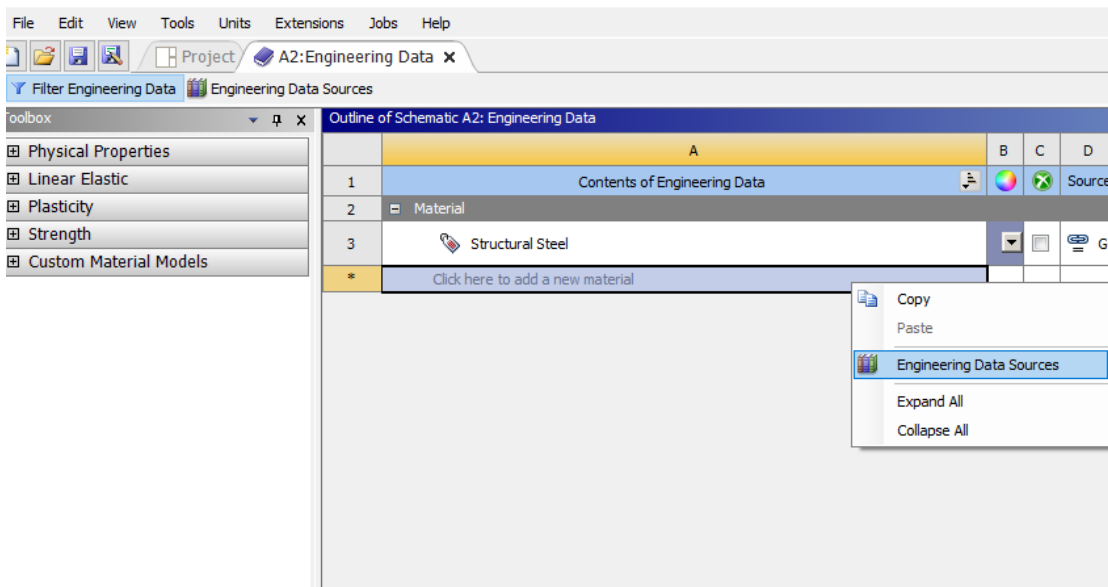 File Edit View Tools Units Extensions Jobs Help
Project A2:Engineering Data
Filter Engineering Data Engineering Data Sources
Toolbox
Physical Properties
Linear Elastic
Plasticity
Strength
Custom Material Models
Outline of Schematic A2: Engineering Data
A B C D
1 Contents of Engineering Data Source
2 Material
3 Structural Steel G
* Click here to add a new material
Copy
Paste
Engineering Data Sources
Expand All
Collapse All